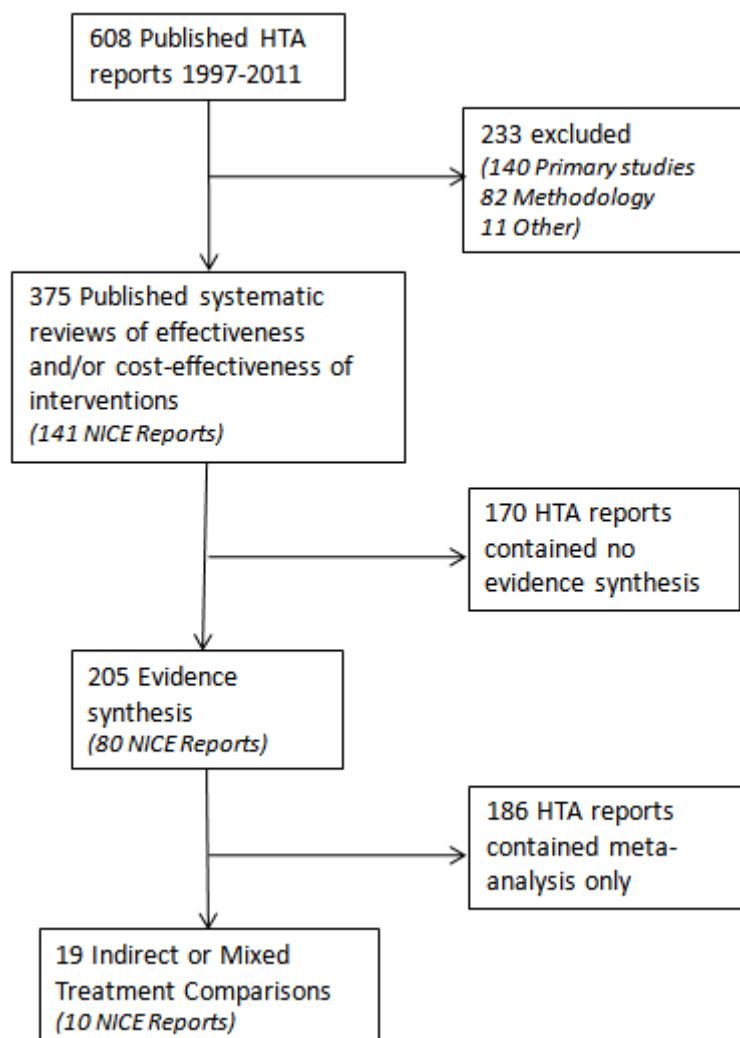 608 Published HTA
reports 1997-2011
233 excluded
(140 Primary studies
82 Methodology
11 Other)
375 Published systematic
reviews of effectiveness
and/or cost-effectiveness of
interventions
(141 NICE Reports)
170 HTA reports
contained no
evidence synthesis
205 Evidence
synthesis
(80 NICE Reports)
186 HTA reports
contained meta-
analysis only
19 Indirect or Mixed
Treatment Comparisons
(10 NICE Reports)